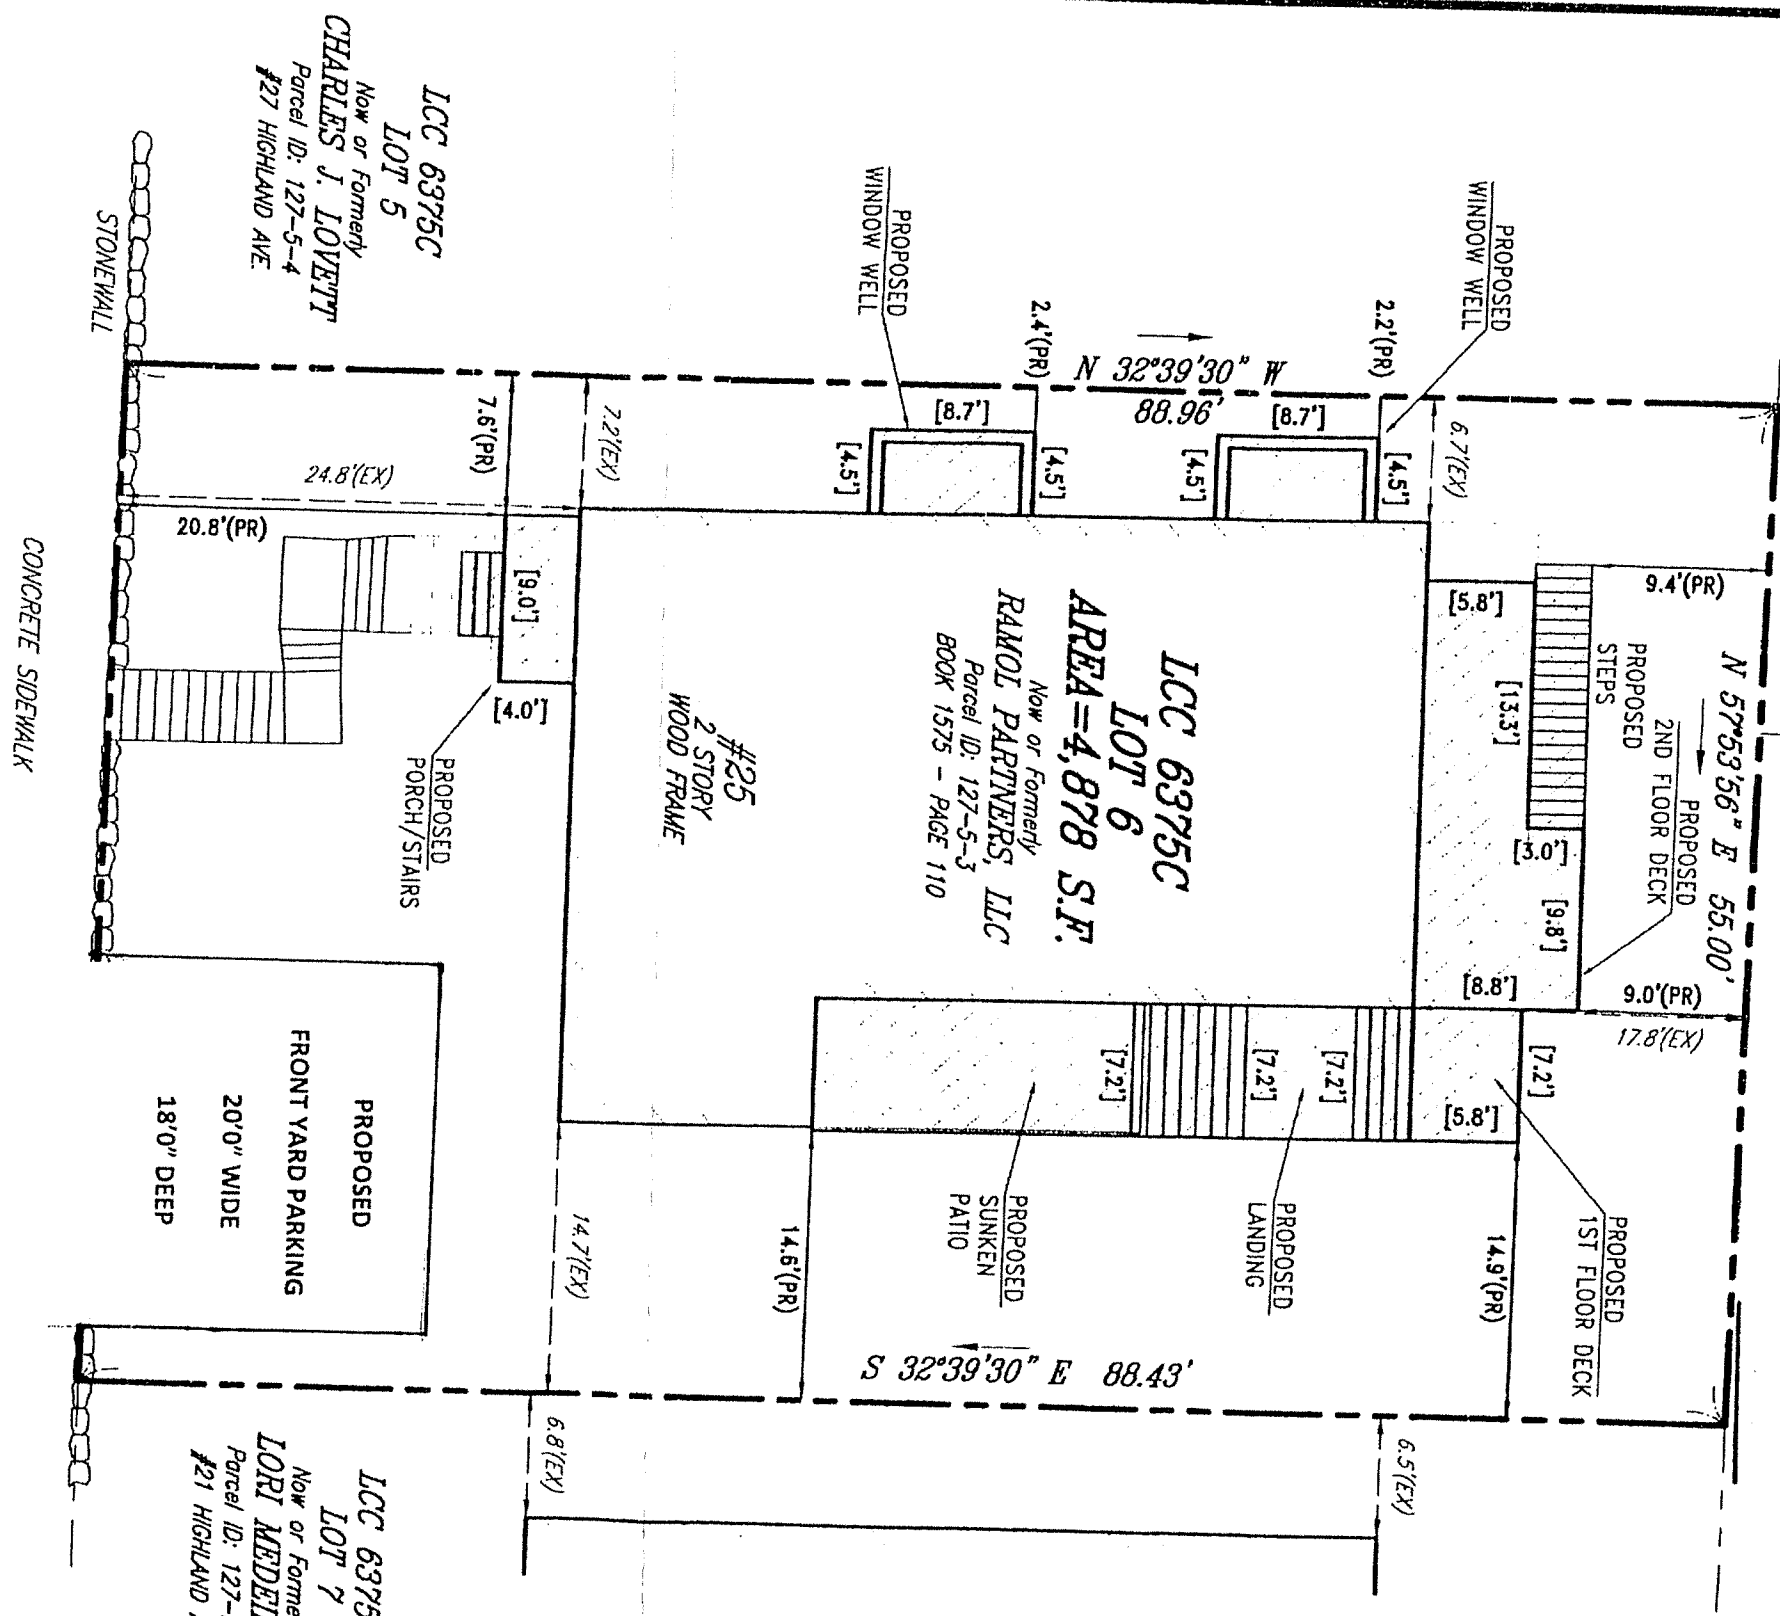 LCC 6375C
LOT 5
Now or Formerly
CHARLES J. LOVETT
Parcel ID: 127-5-4
#27 HIGHLAND AVE.
STONEWALL
CONCRETE SIDEWALK
PROPOSED
WINDOW WELL
PROPOSED
WINDOW WELL
2.4'(PR)
2.2'(PR)
N 32°39'30" W
88.96'
[8.7']
[8.7']
[4.5']
[4.5']
[4.5']
[4.5']
7.6'(PR)
7.2'(EX)
6.7'(EX)
24.8'(EX)
20.8'(PR)
[9.0']
[4.0']
PROPOSED
PORCH/STAIRS
9.4'(PR)
[5.8']
PROPOSED
STEPS
[13.3']
[3.0']
[9.8']
PROPOSED
2ND FLOOR DECK
N 57°53'56" E 55.00'
[8.8']
9.0'(PR)
17.8'(EX)
LCC 6375C
LOT 6
AREA=4,878 S.F.
Now or Formerly
RAMOL PARTNERS, LLC
Parcel ID: 127-5-3
BOOK 1575 - PAGE 110
#25
2 STORY
WOOD FRAME
[7.2']
[7.2']
[7.2']
[7.2']
[5.8']
PROPOSED
SUNKEN
PATIO
PROPOSED
LANDING
PROPOSED
1ST FLOOR DECK
14.7'(EX)
14.6'(PR)
14.9'(PR)
S 32°39'30" E 88.43'
PROPOSED
FRONT YARD PARKING
20'0" WIDE
18'0" DEEP
6.8'(EX)
6.5'(EX)
LCC 6375
LOT 7
Now or Forme
LORI MEDEI
Parcel ID: 127-
#21 HIGHLAND